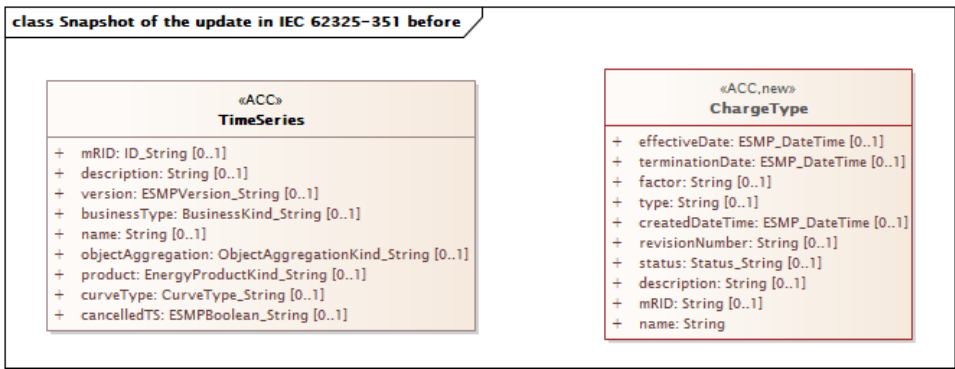 class Snapshot of the update in IEC 62325-351 before
«ACC»
TimeSeries
+ mRID: ID_String [0..1]
+ description: String [0..1]
+ version: ESMPVersion_String [0..1]
+ businessType: BusinessKind_String [0..1]
+ name: String [0..1]
+ objectAggregation: ObjectAggregationKind_String [0..1]
+ product: EnergyProductKind_String [0..1]
+ curveType: CurveType_String [0..1]
+ cancelledTS: ESMPBoolean_String [0..1]
«ACC,new»
ChargeType
+ effectiveDate: ESMP_DateTime [0..1]
+ terminationDate: ESMP_DateTime [0..1]
+ factor: String [0..1]
+ type: String [0..1]
+ createdDateTime: ESMP_DateTime [0..1]
+ revisionNumber: String [0..1]
+ status: Status_String [0..1]
+ description: String [0..1]
+ mRID: String [0..1]
+ name: String